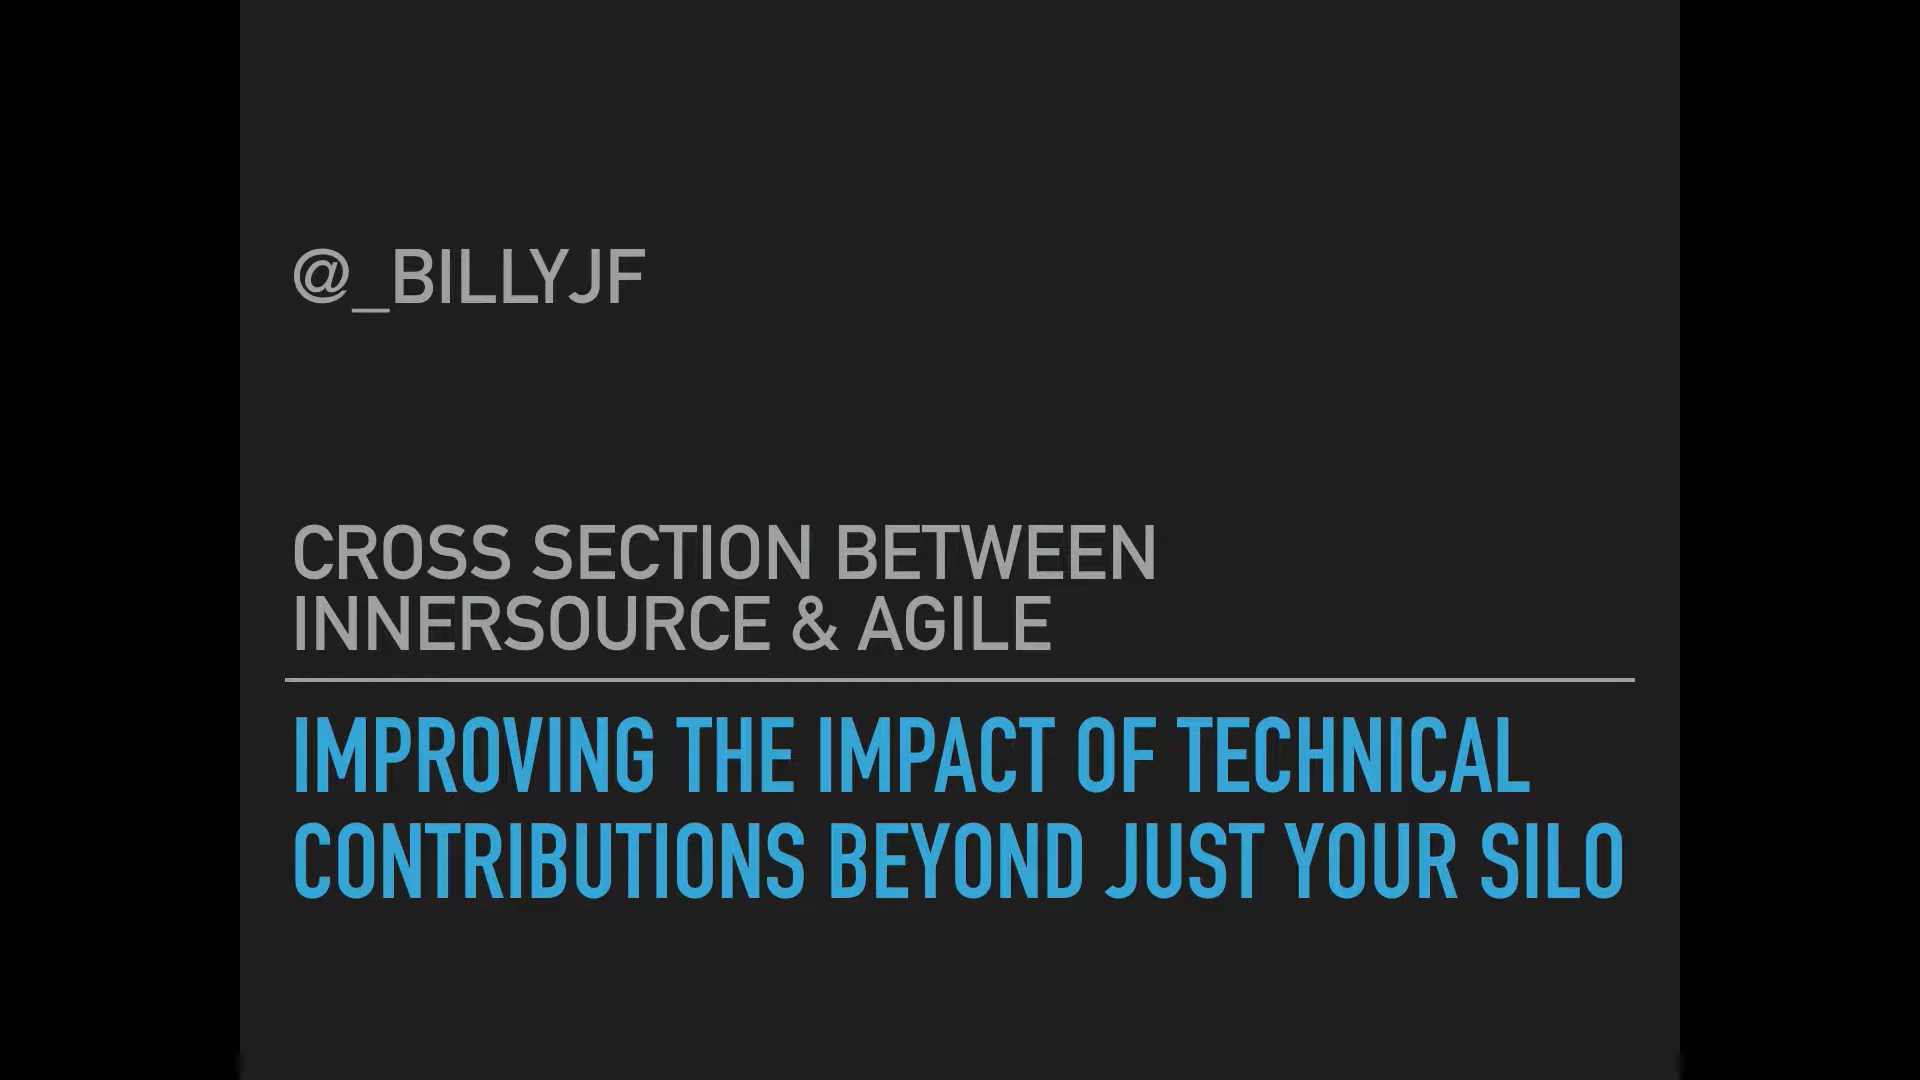 @_BILLYJF
CROSS SECTION BETWEEN
INNERSOURCE & AGILE
IMPROVING THE IMPACT OF TECHNICAL
CONTRIBUTIONS BEYOND JUST YOUR SILO